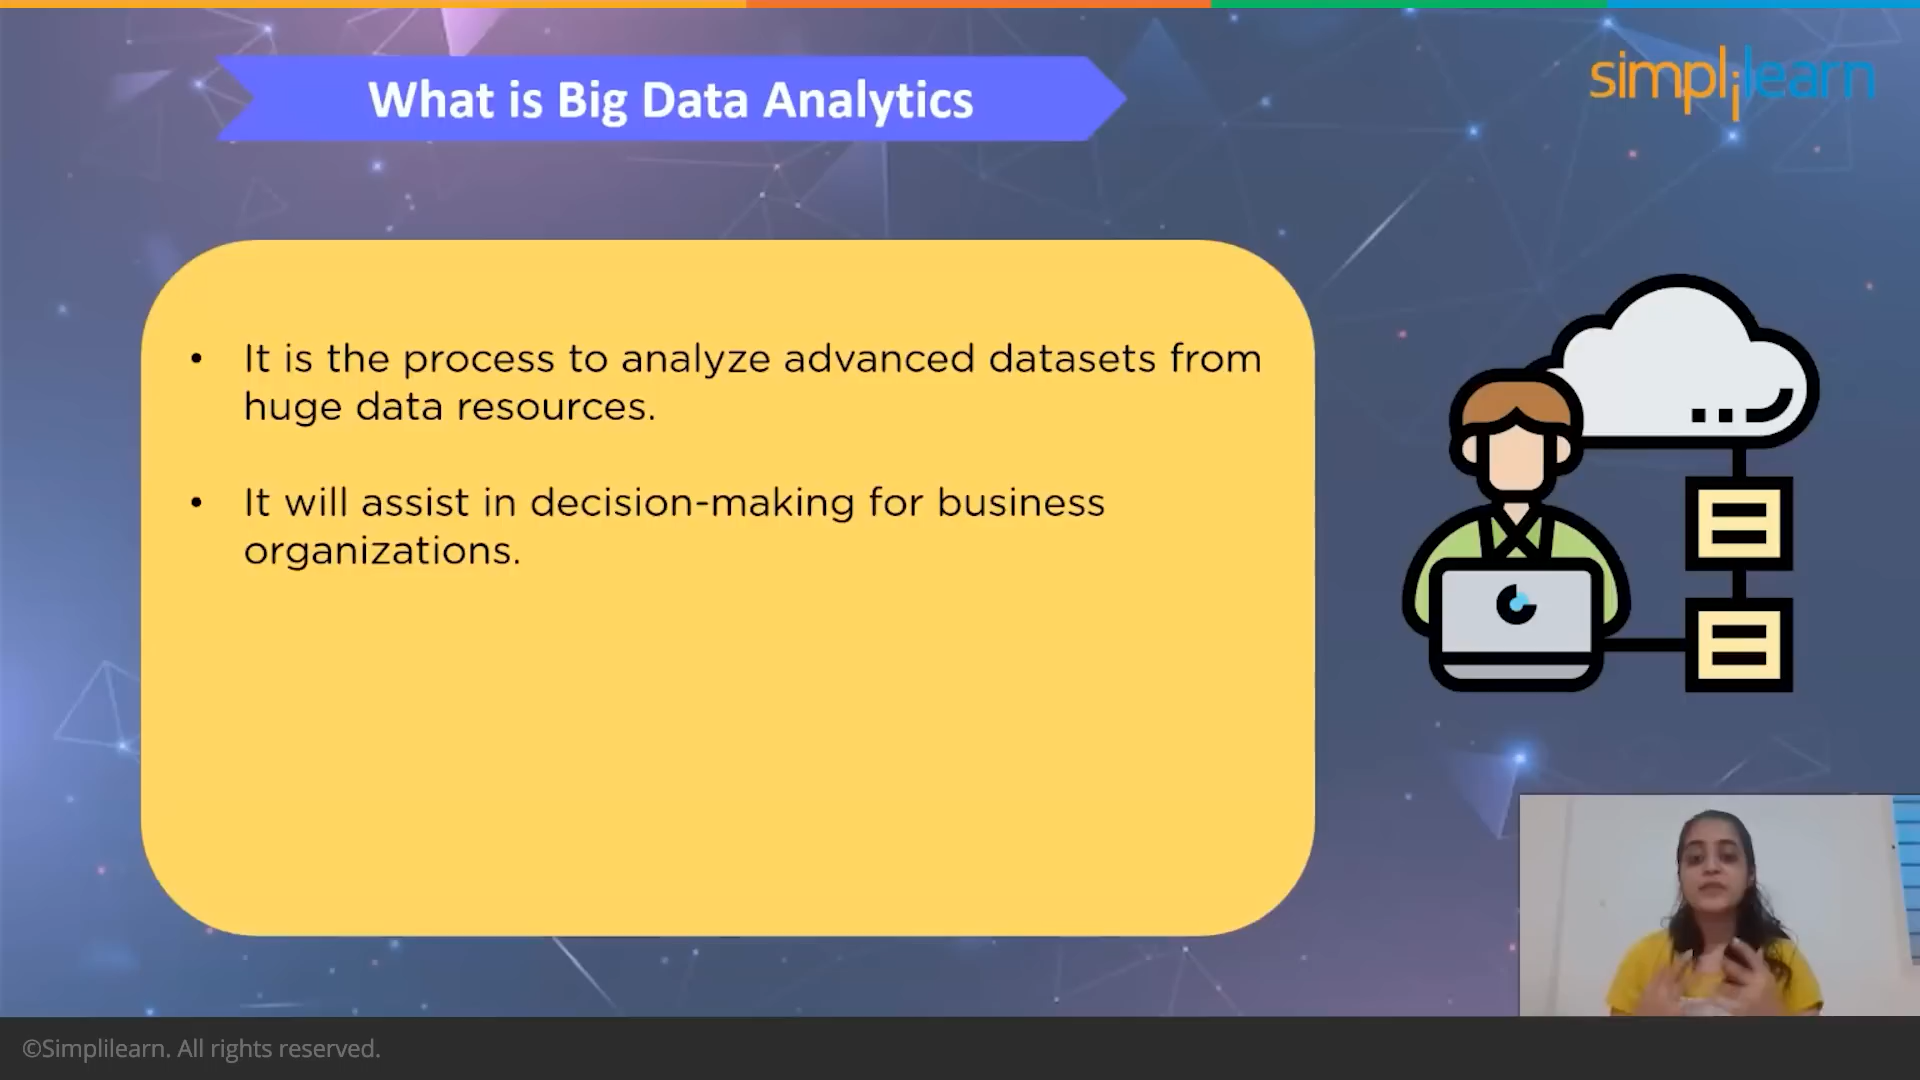 What is Big Data Analytics
simplilearn
• It is the process to analyze advanced datasets from
huge data resources.
• It will assist in decision-making for business
organizations.
©Simplilearn. All rights reserved.